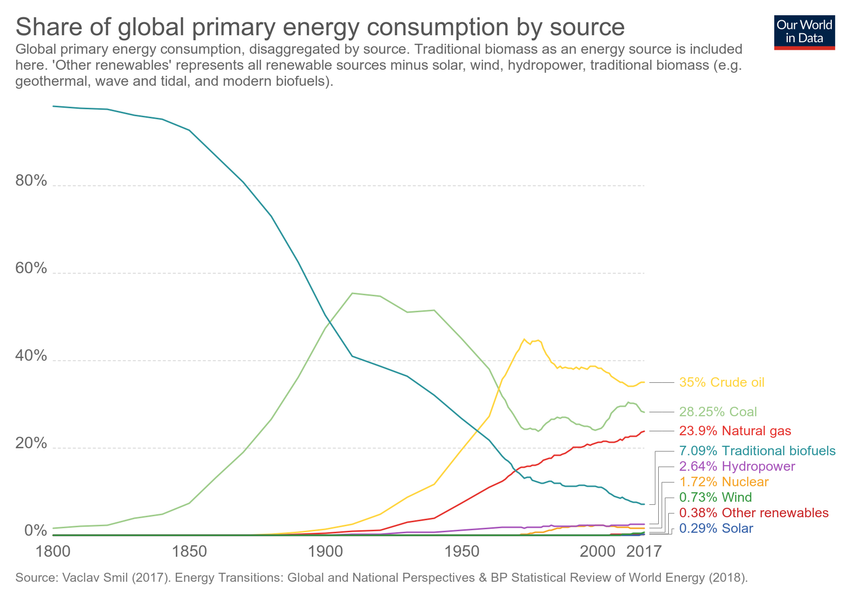 Share of global primary energy consumption by source
Our World
in Data
Global primary energy consumption, disaggregated by source. Traditional biomass as an energy source is included
here. 'Other renewables' represents all renewable sources minus solar, wind, hydropower, traditional biomass (e.g.
geothermal, wave and tidal, and modern biofuels).
80%
60%
40%
20%
0%
35% Crude oil
28.25% Coal
23.9% Natural gas
7.09% Traditional biofuels
2.64% Hydropower
1.72% Nuclear
0.73% Wind
0.38% Other renewables
0.29% Solar
1800 1850 1900 1950 2000 2017
Source: Vaclav Smil (2017). Energy Transitions: Global and National Perspectives & BP Statistical Review of World Energy (2018).